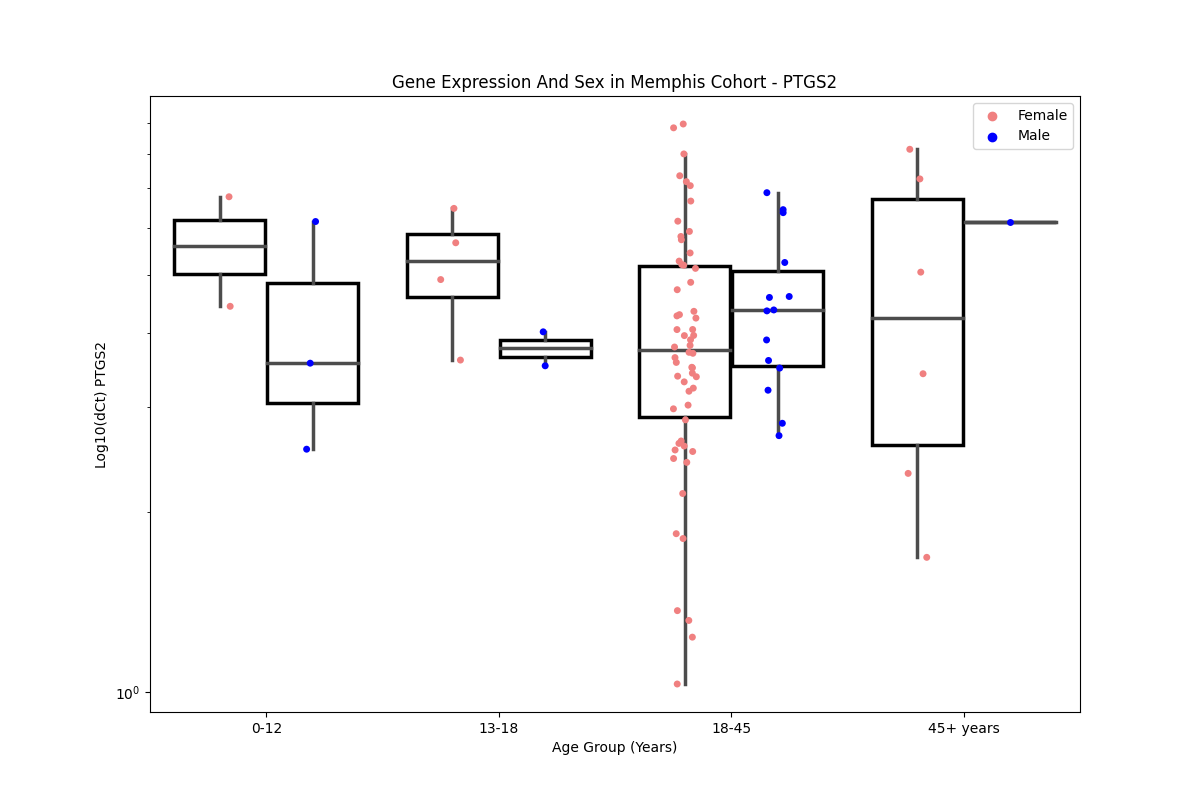 Gene Expression And Sex in Memphis Cohort - PTGS2
Female
Male
Log10(dCt) PTGS2
10⁰
0-12
13-18
18-45
45+ years
Age Group (Years)